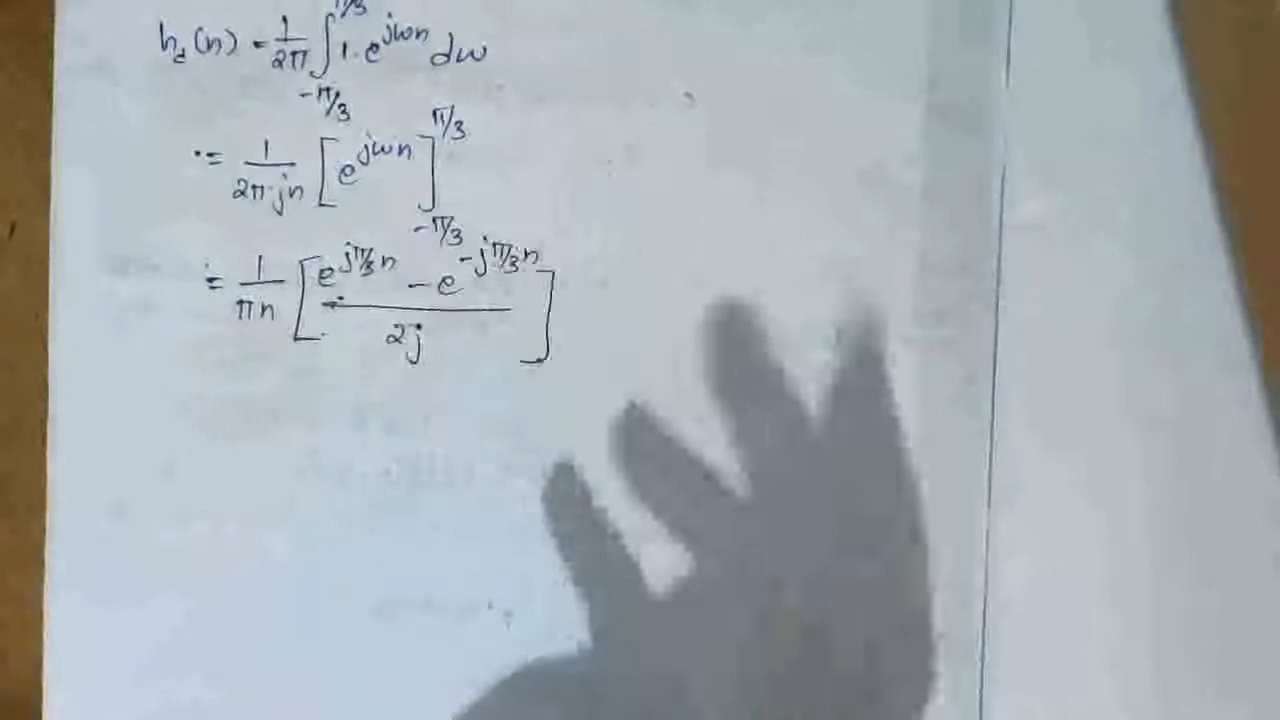 h_d(n) = 1/2π ∫_{-π/3}^{π/3} 1·e^{jωn} dω
= 1/2π·jn [e^{jωn}]_{-π/3}^{π/3}
= 1/πn [e^{jπ/3 n} - e^{-jπ/3 n} / 2j]